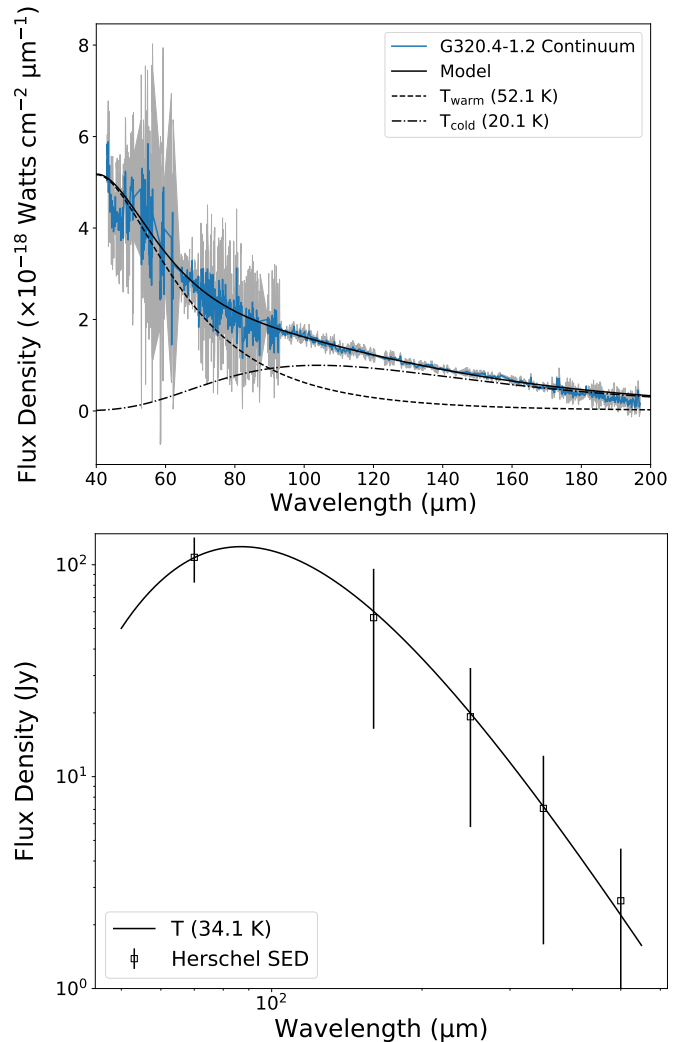 Flux Density (×10⁻¹⁸ Watts cm⁻² μm⁻¹)
8
6
4
2
0
G320.4-1.2 Continuum
Model
T_warm (52.1 K)
T_cold (20.1 K)
40 60 80 100 120 140 160 180 200
Wavelength (μm)
Flux Density (Jy)
10²
10¹
10⁰
T (34.1 K)
Herschel SED
10²
Wavelength (μm)